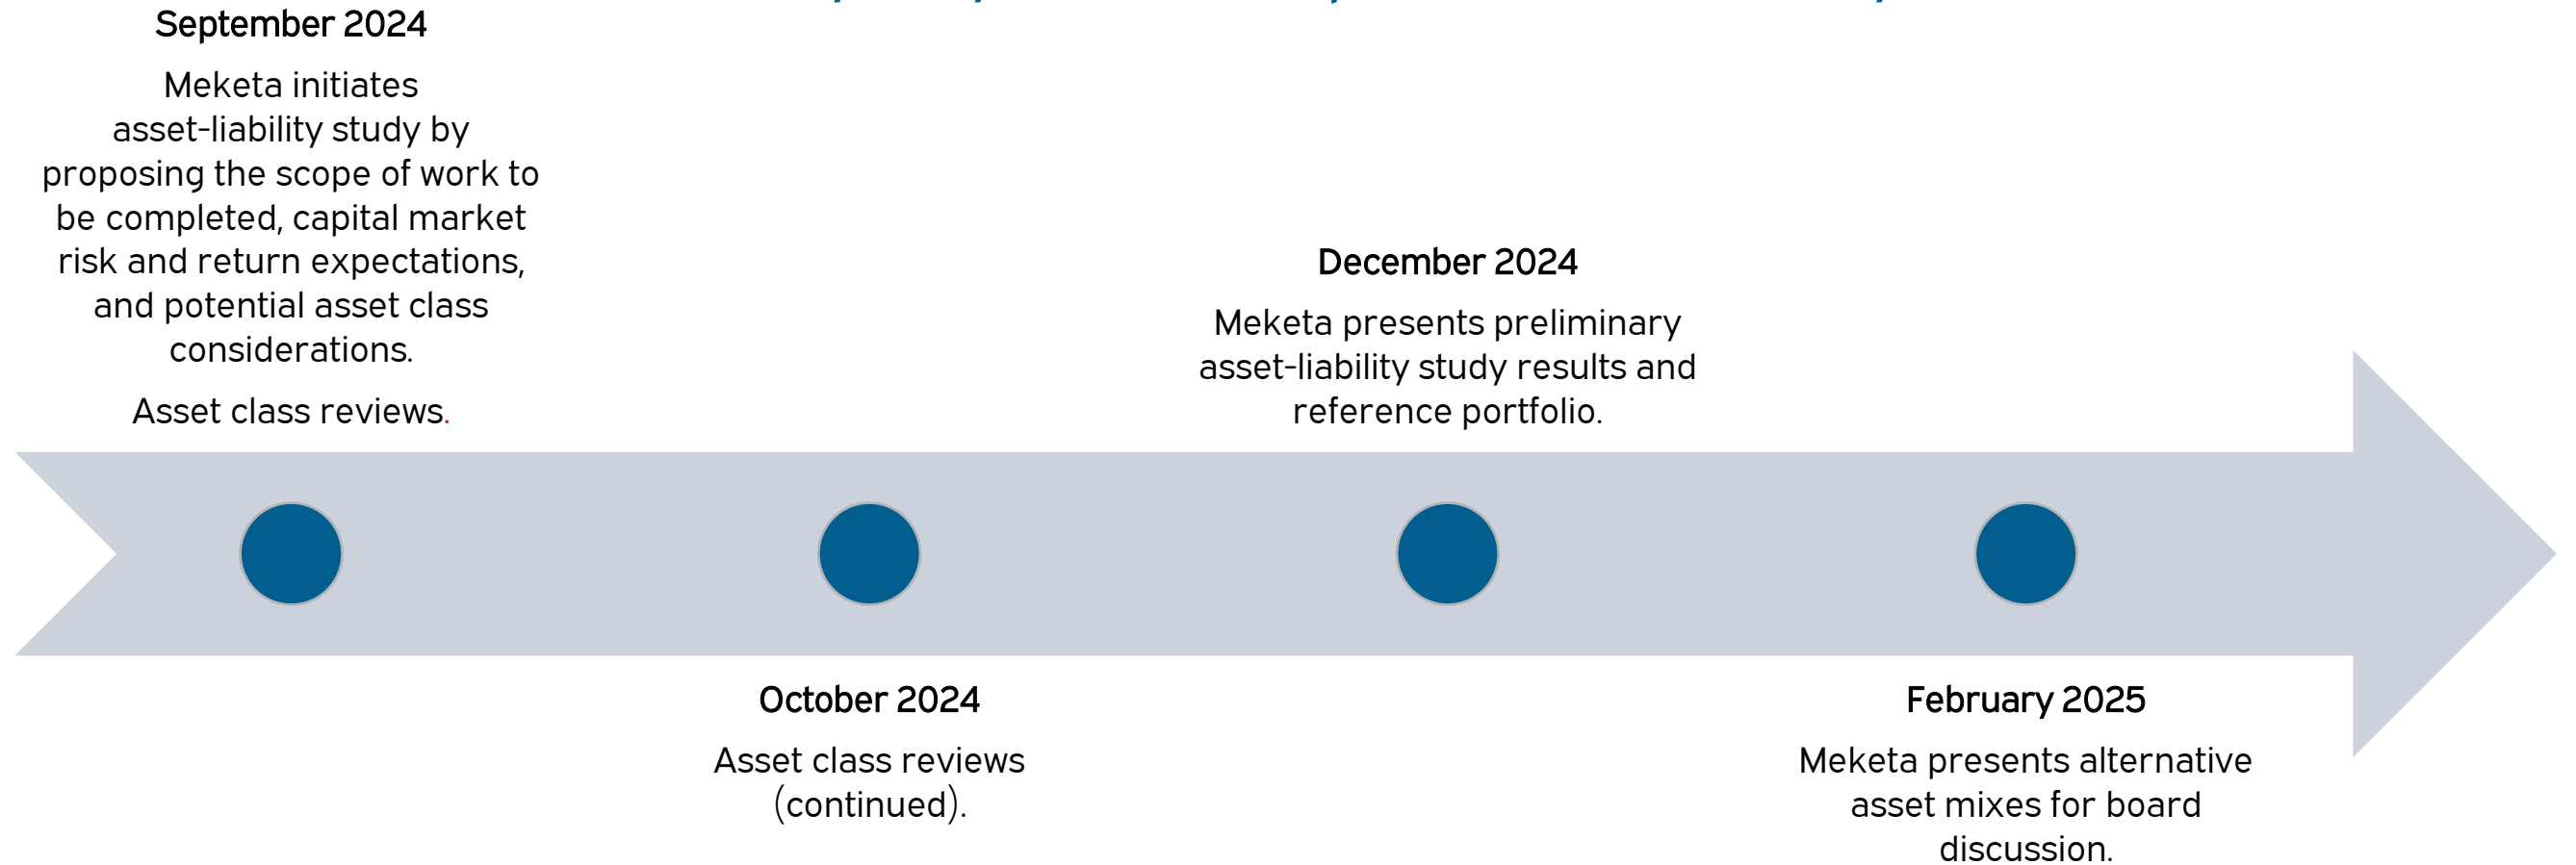 September 2024
Meketa initiates
asset-liability study by
proposing the scope of work to
be completed, capital market
risk and return expectations,
and potential asset class
considerations.
Asset class reviews.
October 2024
Asset class reviews
(continued).
December 2024
Meketa presents preliminary
asset-liability study results and
reference portfolio.
February 2025
Meketa presents alternative
asset mixes for board
discussion.